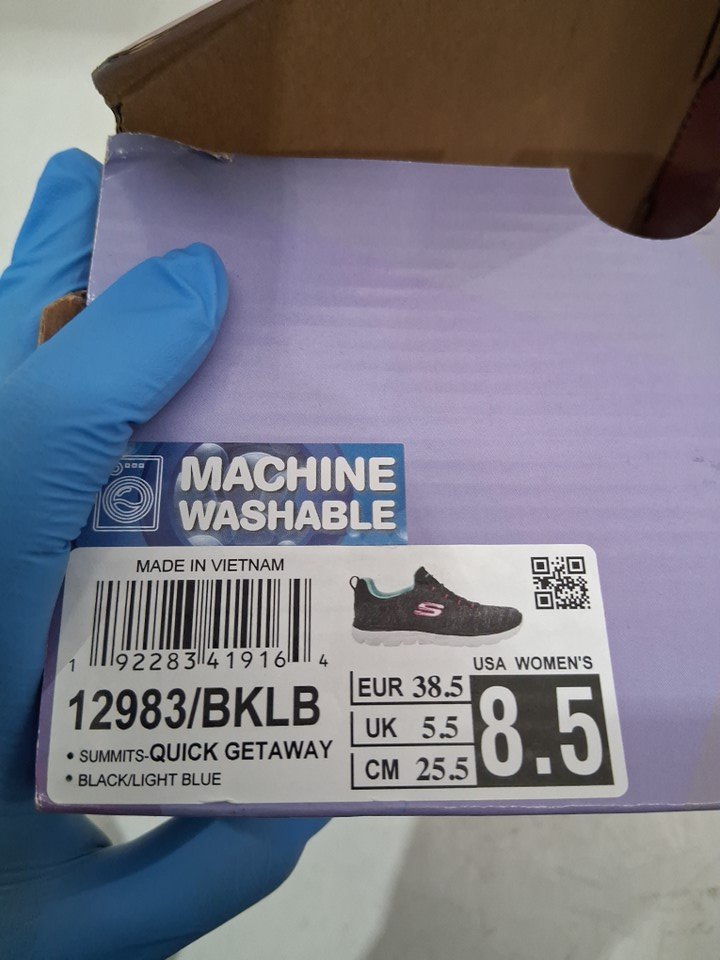 MACHINE
WASHABLE
MADE IN VIETNAM
1 92283 41916 4
12983/BKLB
• SUMMITS-QUICK GETAWAY
• BLACK/LIGHT BLUE
S
EUR 38.5
UK 5.5
CM 25.5
USA WOMEN'S
8.5